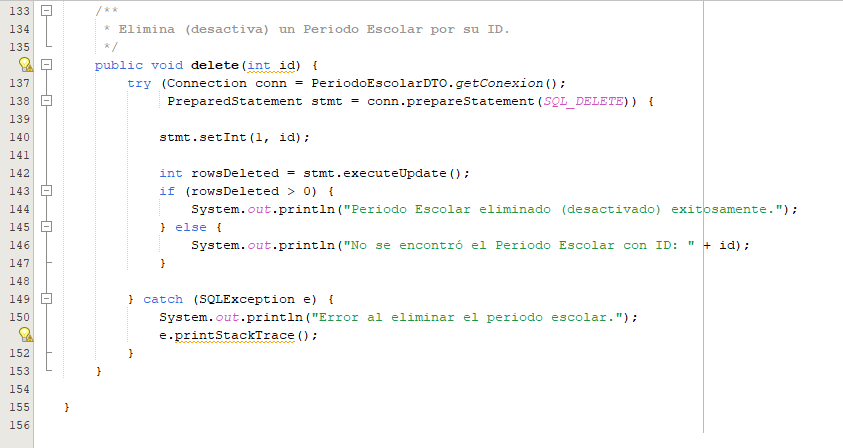 133 /**
134 * Elimina (desactiva) un Periodo Escolar por su ID.
135 */
public void delete(int id) {
137 try (Connection conn = PeriodoEscolarDTO.getConexion();
138 PreparedStatement stmt = conn.prepareStatement(SQL_DELETE)) {
139
140 stmt.setInt(1, id);
141
142 int rowsDeleted = stmt.executeUpdate();
143 if (rowsDeleted > 0) {
144 System.out.println("Periodo Escolar eliminado (desactivado) exitosamente.");
145 } else {
146 System.out.println("No se encontró el Periodo Escolar con ID: " + id);
147 }
148
149 } catch (SQLException e) {
150 System.out.println("Error al eliminar el periodo escolar.");
e.printStackTrace();
152 }
153 }
154
155 }
156